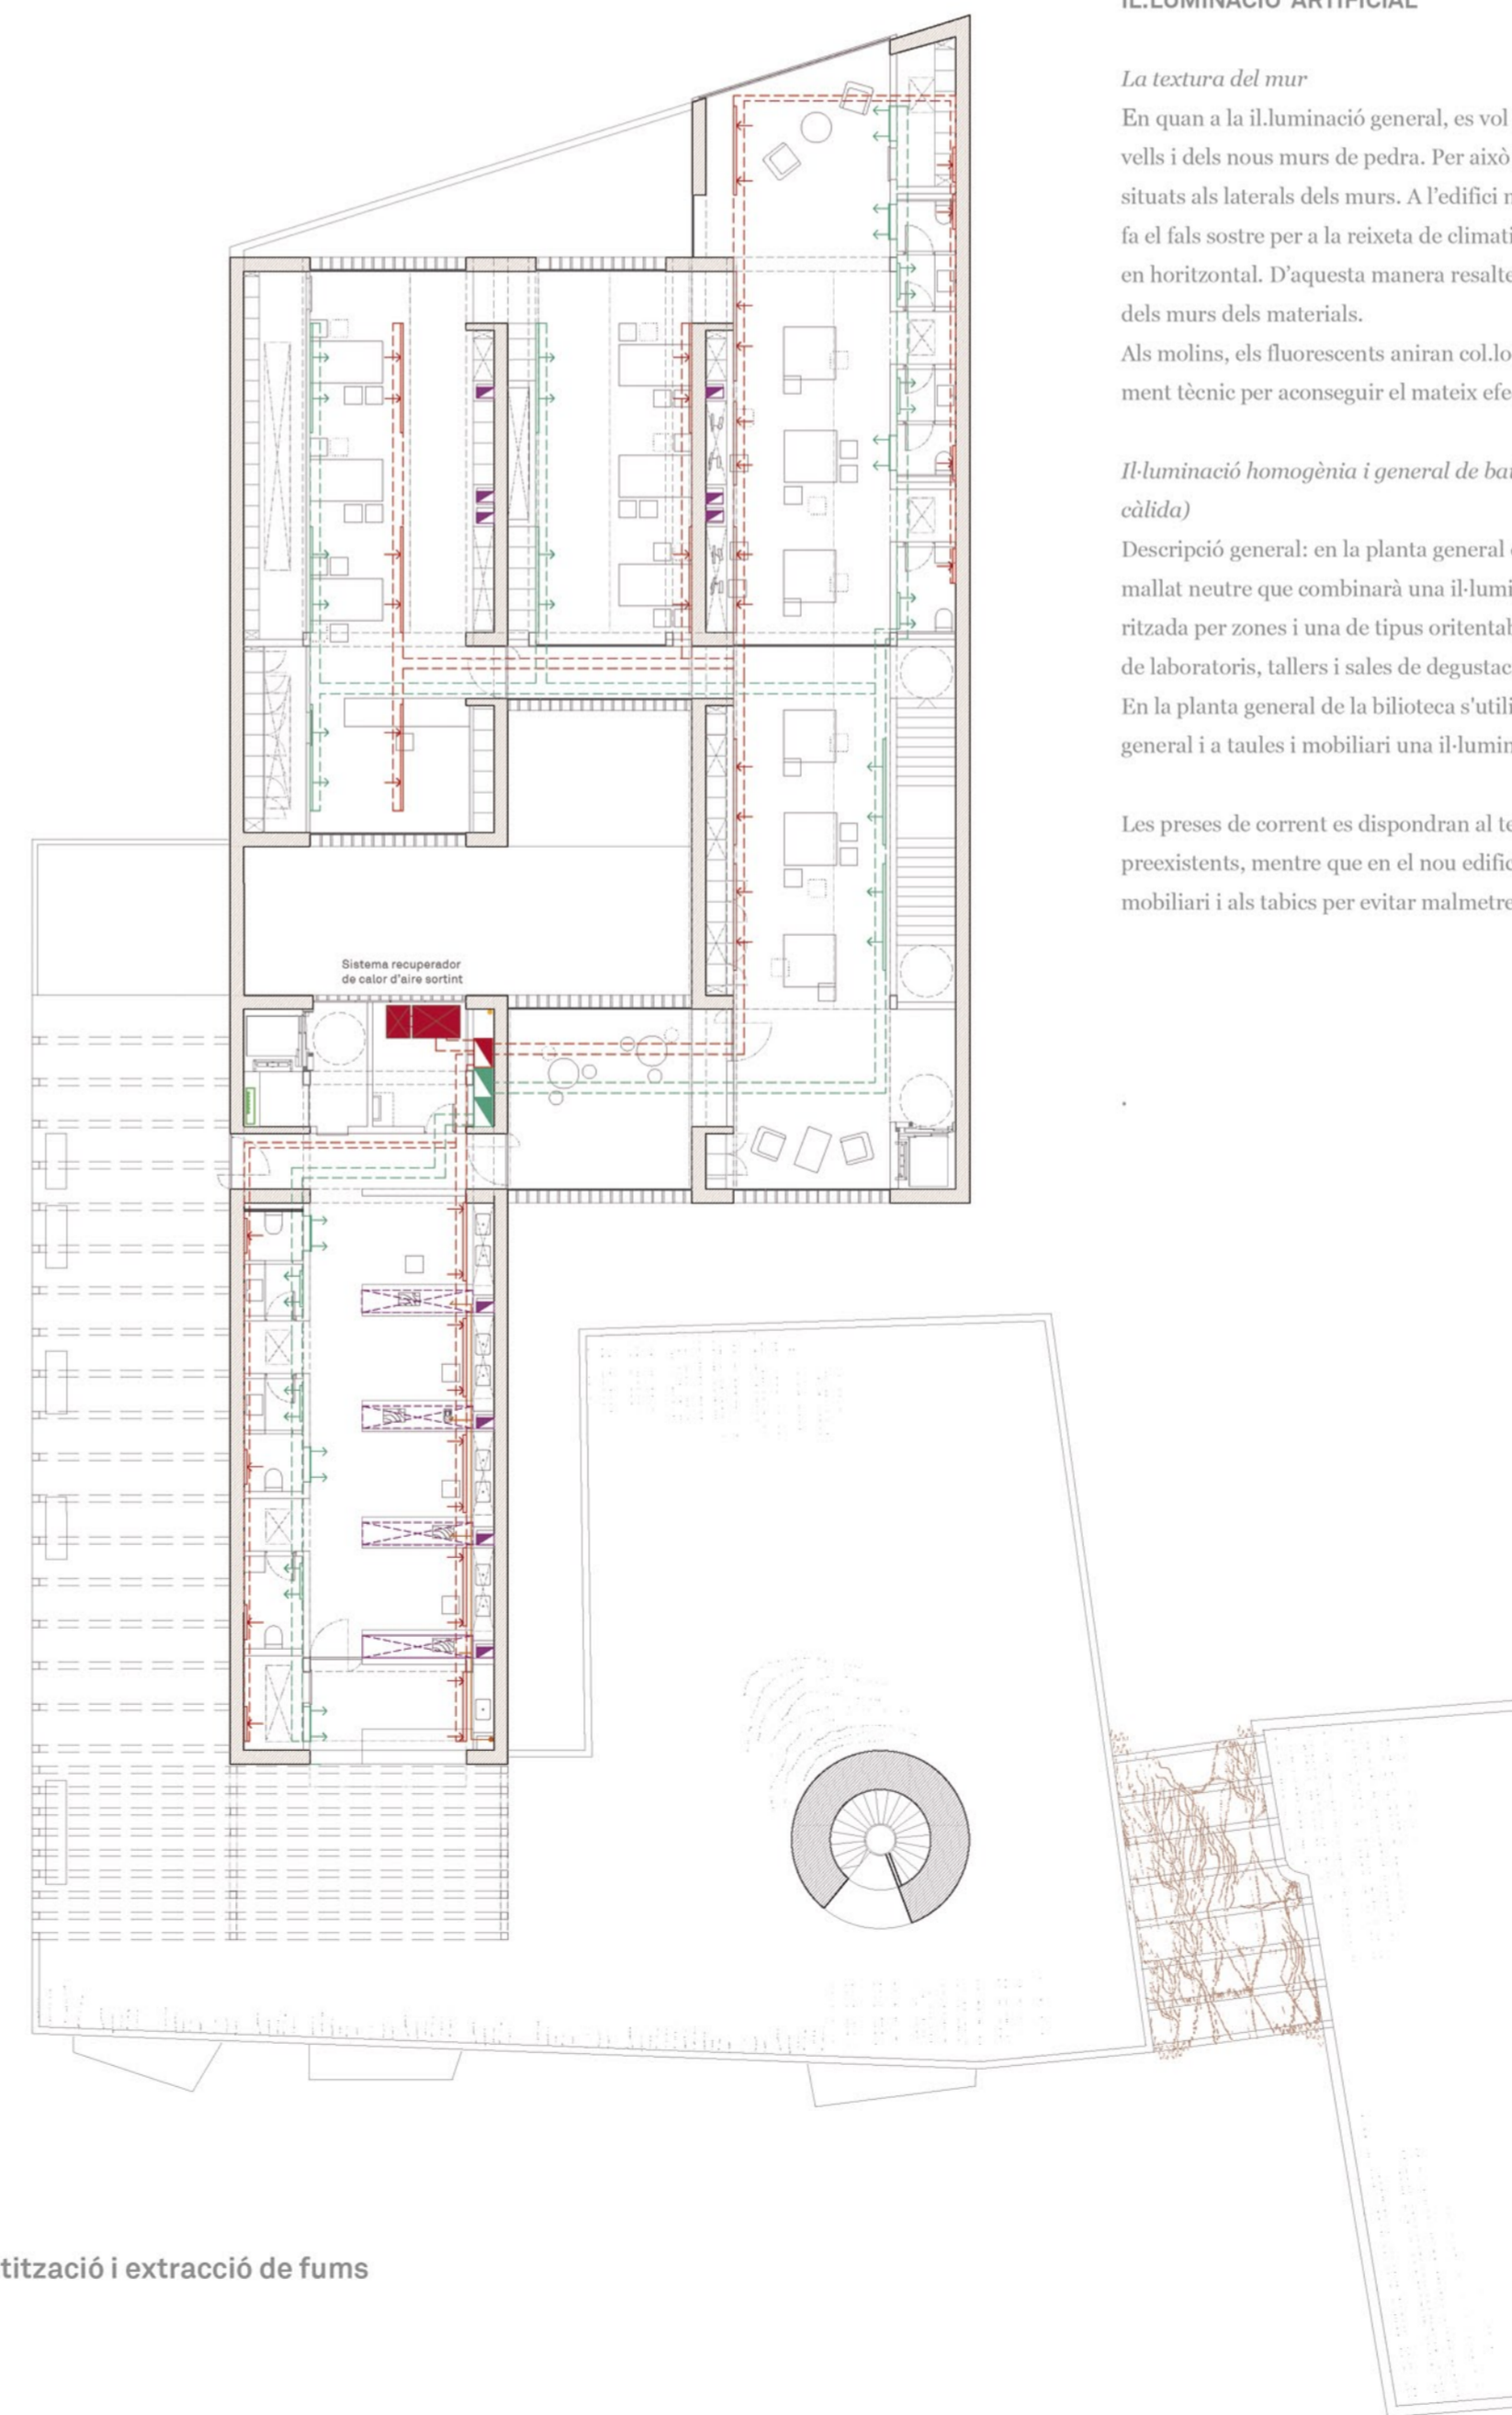 IL.LUMINACIÓ ARTIFICIAL
La textura del mur
En quan a la il.luminació general, es vol
vells i dels nous murs de pedra. Per això
situats als laterals dels murs. A l'edifici
fa el fals sostre per a la reixeta de climati
en horitzontal. D'aquesta manera resalte
dels murs dels materials.
Als molins, els fluorescents aniran col.lo
ment tècnic per aconseguir el mateix efe
Il·luminació homogènia i general de bai
càlida)
Descripció general: en la planta general
mallat neutre que combinarà una il·lumi
ritzada per zones i una de tipus oritentab
de laboratoris, tallers i sales de degustac
En la planta general de la bilioteca s'utili
general i a taules i mobiliari una il·lumin
Les preses de corrent es dispondran al te
preexistents, mentre que en el nou edific
mobiliari i als tabics per evitar malmetre
.
Sistema recuperador
de calor d'aire sortint
tització i extracció de fums